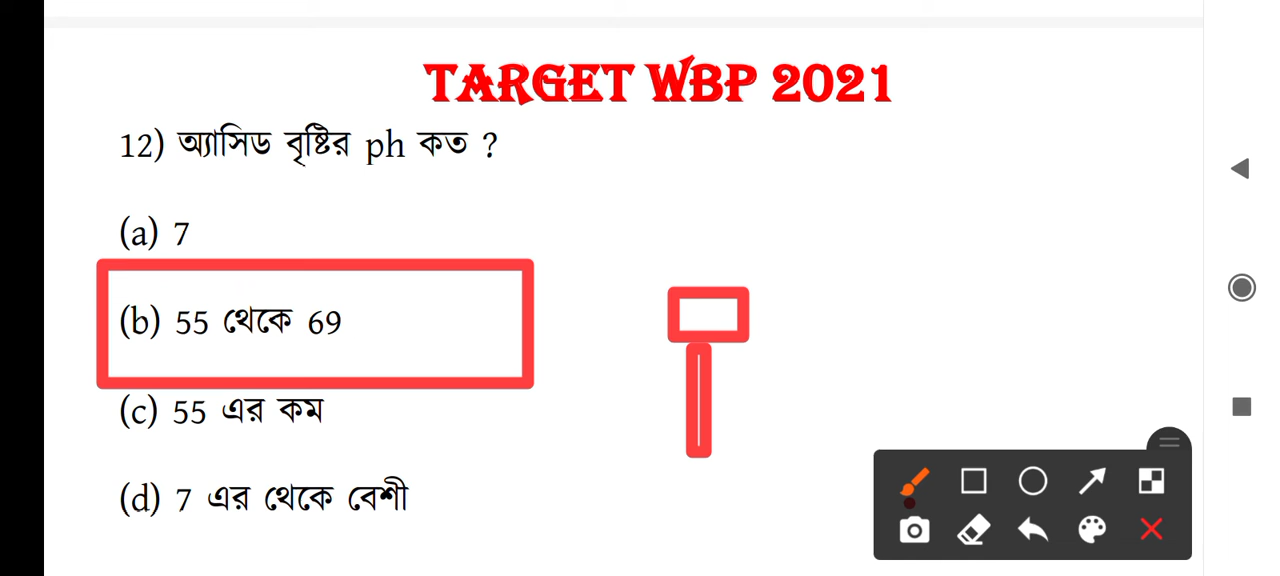 TARGET WBP 2021
12) অ্যাসিড বৃষ্টির ph কত ?
(a) 7
(b) 55 থেকে 69
(c) 55 এর কম
(d) 7 এর থেকে বেশী